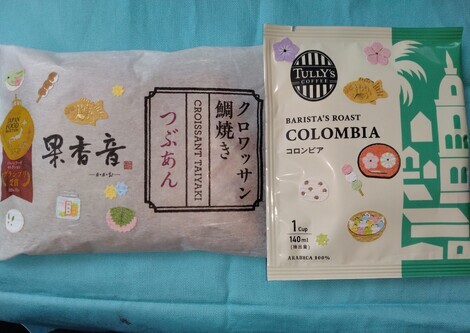 果香音
クロワッサン
鯛焼き
CROISSANT TAIYAKI
つぶあん
TULLY'S
COFFEE
BARISTA'S ROAST
COLOMBIA
コロンビア
1 Cup
140ml
ARABICA 100%